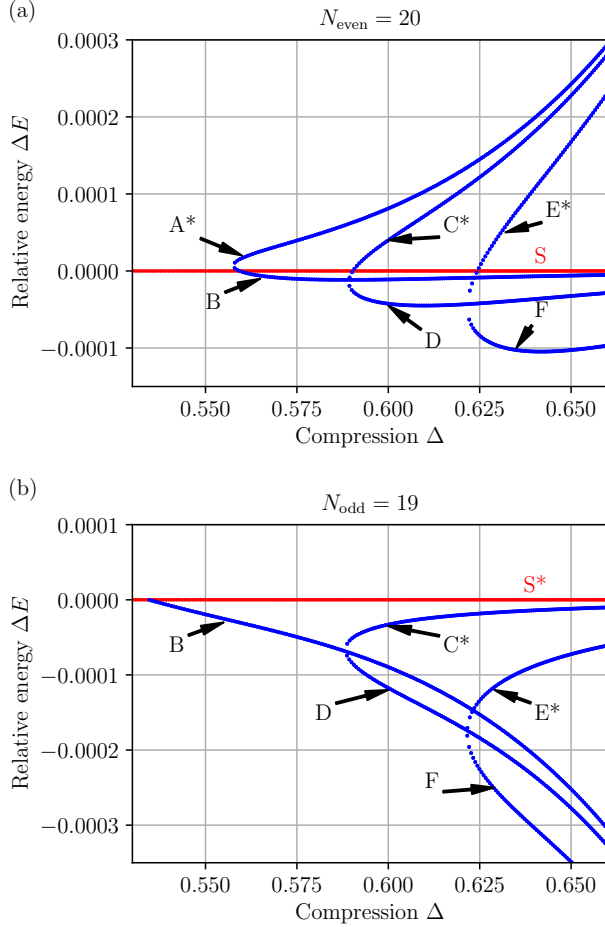 (a)
N_even = 20
Relative energy ΔE
0.0003
0.0002
0.0001
0.0000
−0.0001
A*
B
C*
D
E*
F
S
0.550 0.575 0.600 0.625 0.650
Compression Δ
(b)
N_odd = 19
Relative energy ΔE
0.0001
0.0000
−0.0001
−0.0002
−0.0003
S*
B
C*
D
E*
F
0.550 0.575 0.600 0.625 0.650
Compression Δ